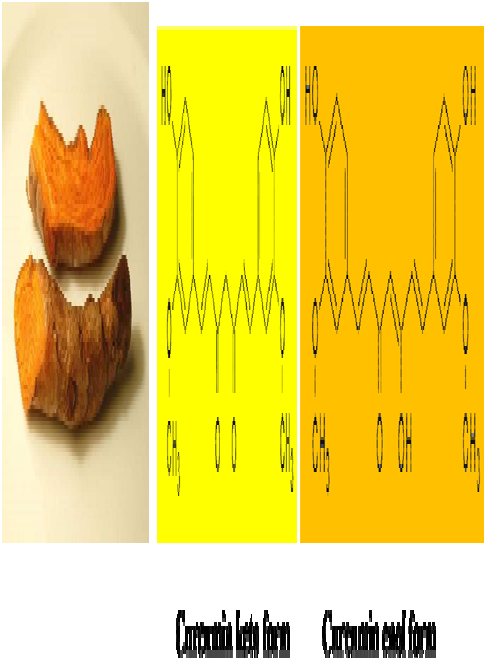 HO OH HO OH
O O O O
CH3 O O CH3 CH3 O OH CH3
Curcumin keto form Curcumin enol form